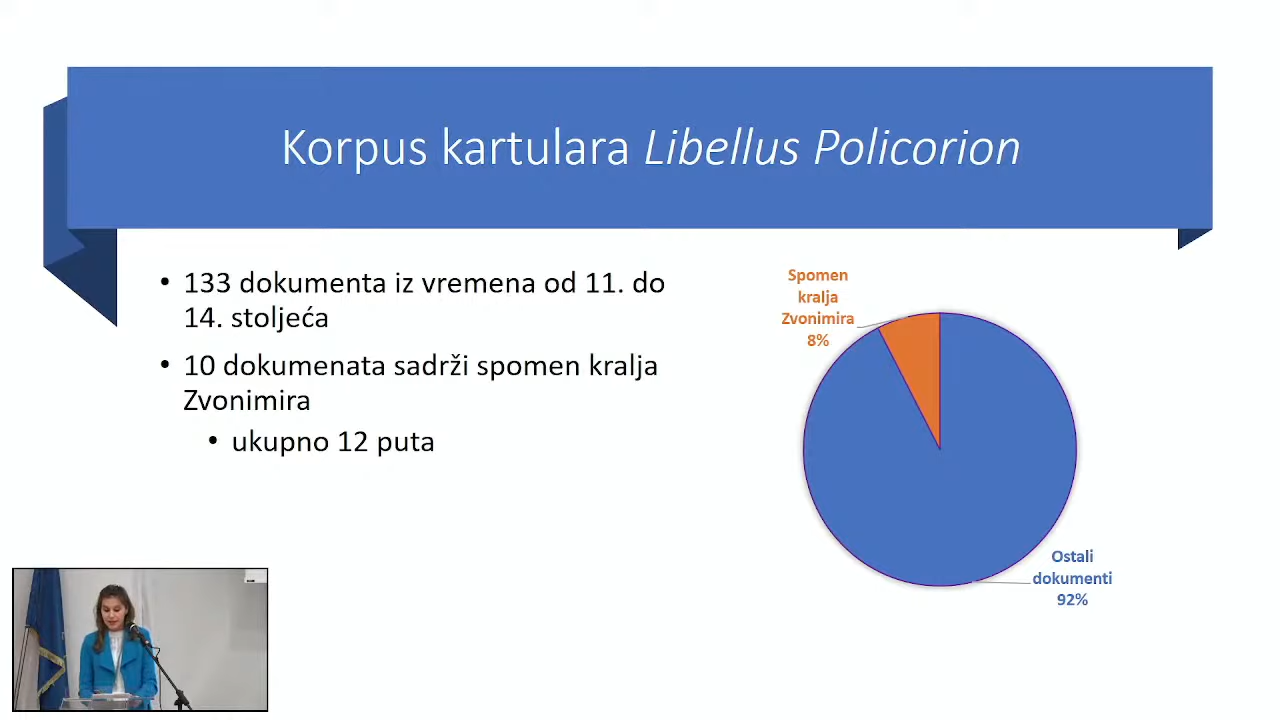 Korpus kartulara Libellus Policorion
• 133 dokumenta iz vremena od 11. do
14. stoljeća
• 10 dokumenata sadrži spomen kralja
Zvonimira
• ukupno 12 puta
Spomen
kralja
Zvonimira
8%
Ostali
dokumenti
92%